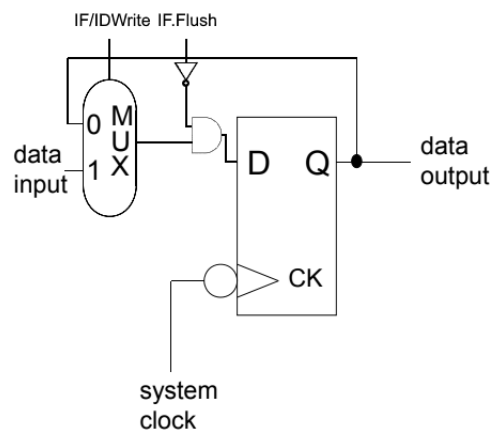 IF/IDWrite IF.Flush
0
M
U
X
1
data
input
D
Q
data
output
CK
system
clock